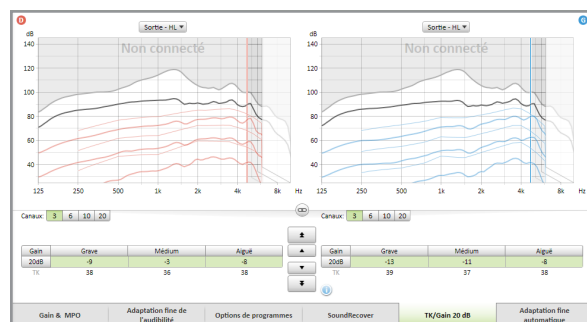 D
G
Sortie - HL
Sortie - HL
dB
140
120
100
80
60
40
Non connecté
125 250 500 1k 2k 4k 8k Hz
dB
140
120
100
80
60
40
Non connecté
125 250 500 1k 2k 4k 8k Hz
Canaux: 3 6 10 20
Canaux: 3 6 10 20
Gain Grave Médium Aiguë
20dB -9 -3 -8
TK 38 36 38
Gain Grave Médium Aiguë
20dB -13 -11 -8
TK 39 37 38
i
Gain & MPO
Adaptation fine de
l'audibilité
Options de programmes
SoundRecover
TK/Gain 20 dB
Adaptation fine
automatique